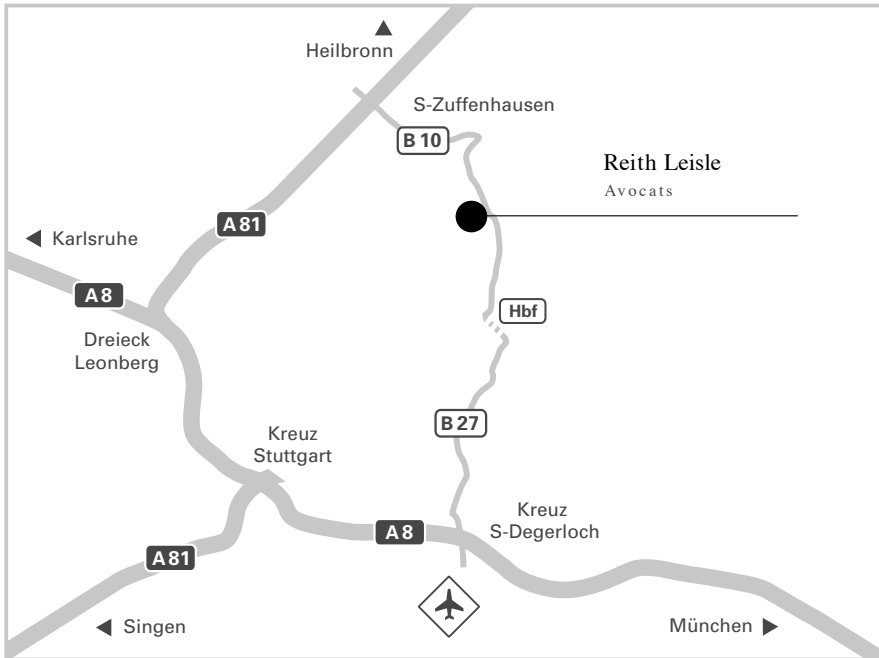 Heilbronn
S-Zuffenhausen
B 10
Reith Leisle
Avocats
A 81
Karlsruhe
A 8
Hbf
Dreieck
Leonberg
B 27
Kreuz
Stuttgart
Kreuz
S-Degerloch
A 8
A 81
Singen
München